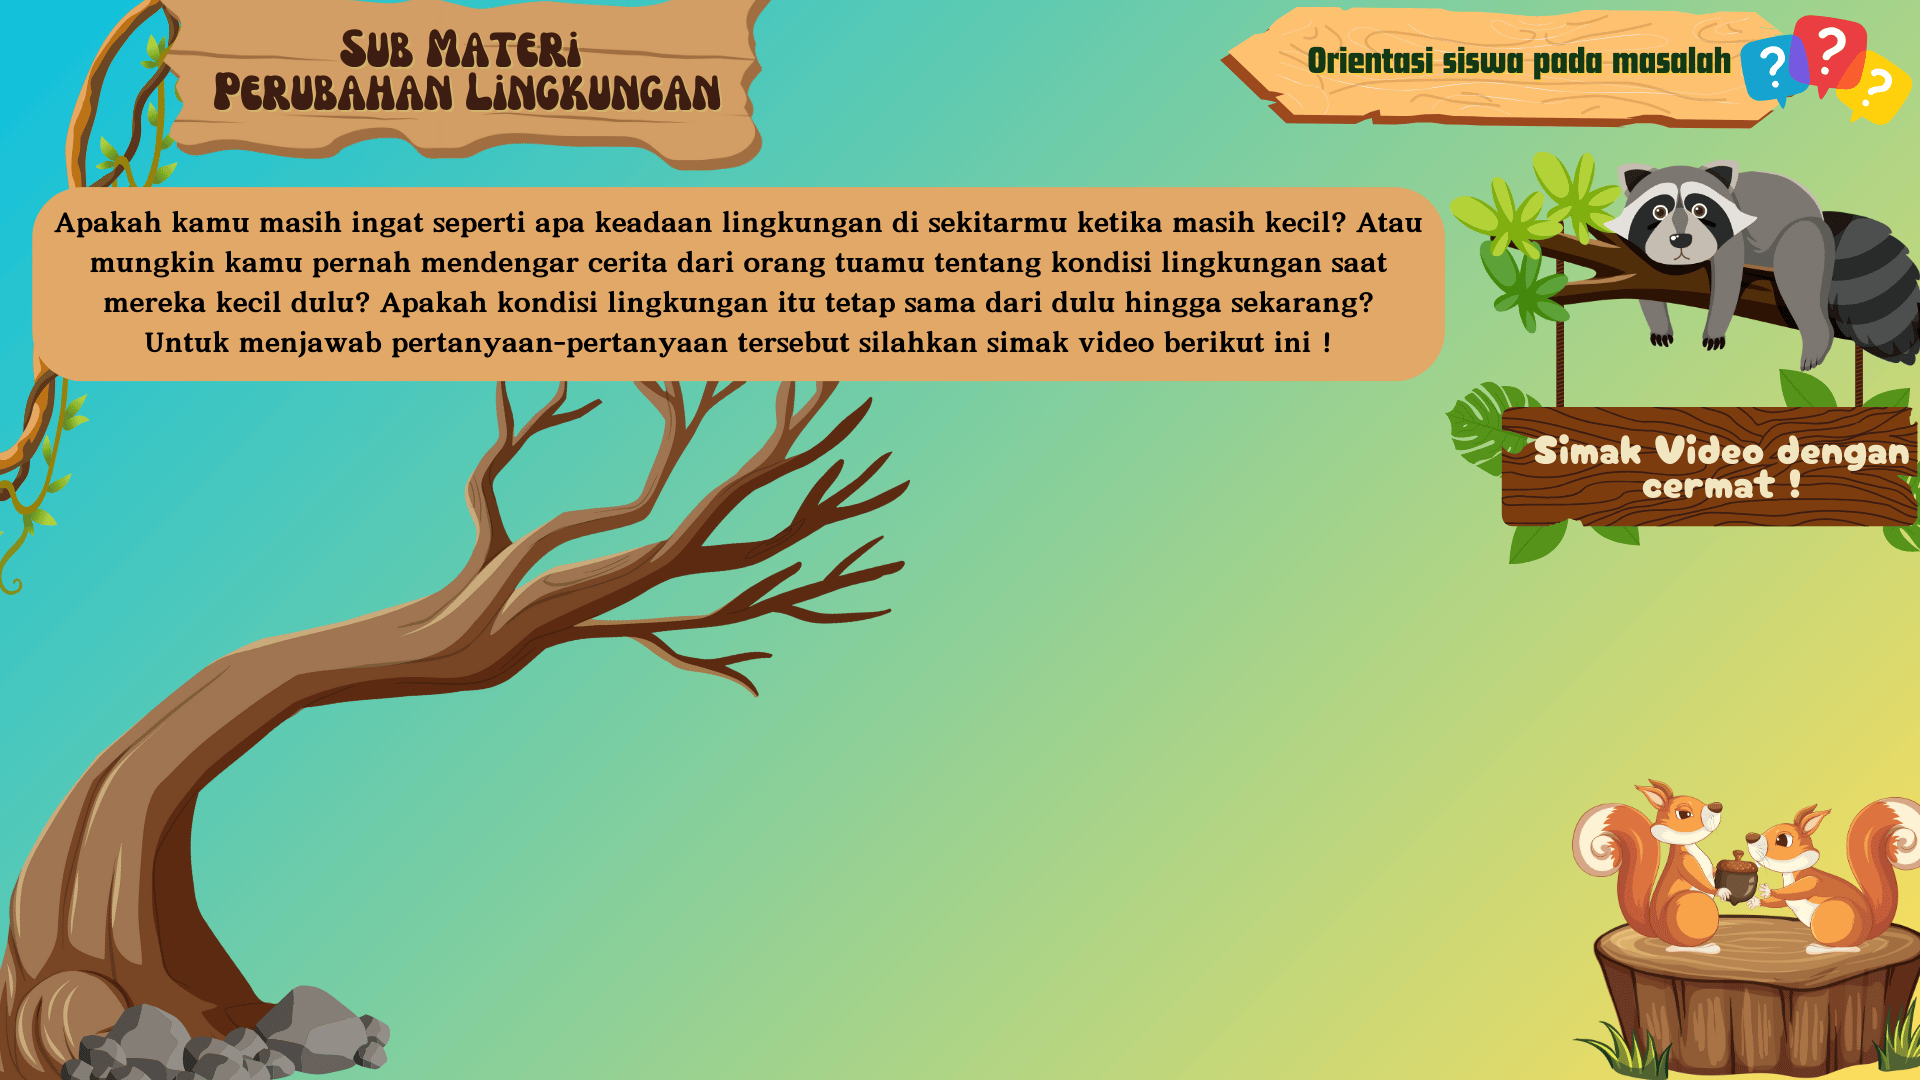 Sub Materi
Perubahan Lingkungan
Orientasi siswa pada masalah
? ? ?
Apakah kamu masih ingat seperti apa keadaan lingkungan di sekitarmu ketika masih kecil? Atau
mungkin kamu pernah mendengar cerita dari orang tuamu tentang kondisi lingkungan saat
mereka kecil dulu? Apakah kondisi lingkungan itu tetap sama dari dulu hingga sekarang?
Untuk menjawab pertanyaan-pertanyaan tersebut silahkan simak video berikut ini !
Simak Video dengan
cermat !